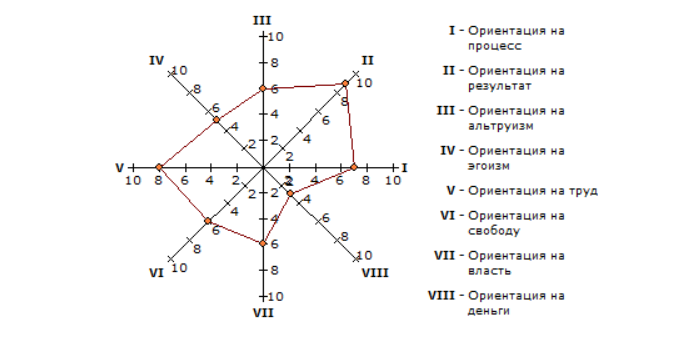 III
10
8
6
4
2
IV
10
8
6
4
2
II
10
8
6
4
2
V
10 8 6 4 2
2 4 6 8 10
I
VI
10
8
6
4
2
VII
2
4
6
8
10
VIII
2
4
6
8
10
I - Ориентация на
процесс
II - Ориентация на
результат
III - Ориентация на
альтруизм
IV - Ориентация на
эгоизм
V - Ориентация на труд
VI - Ориентация на
свободу
VII - Ориентация на
власть
VIII - Ориентация на
деньги